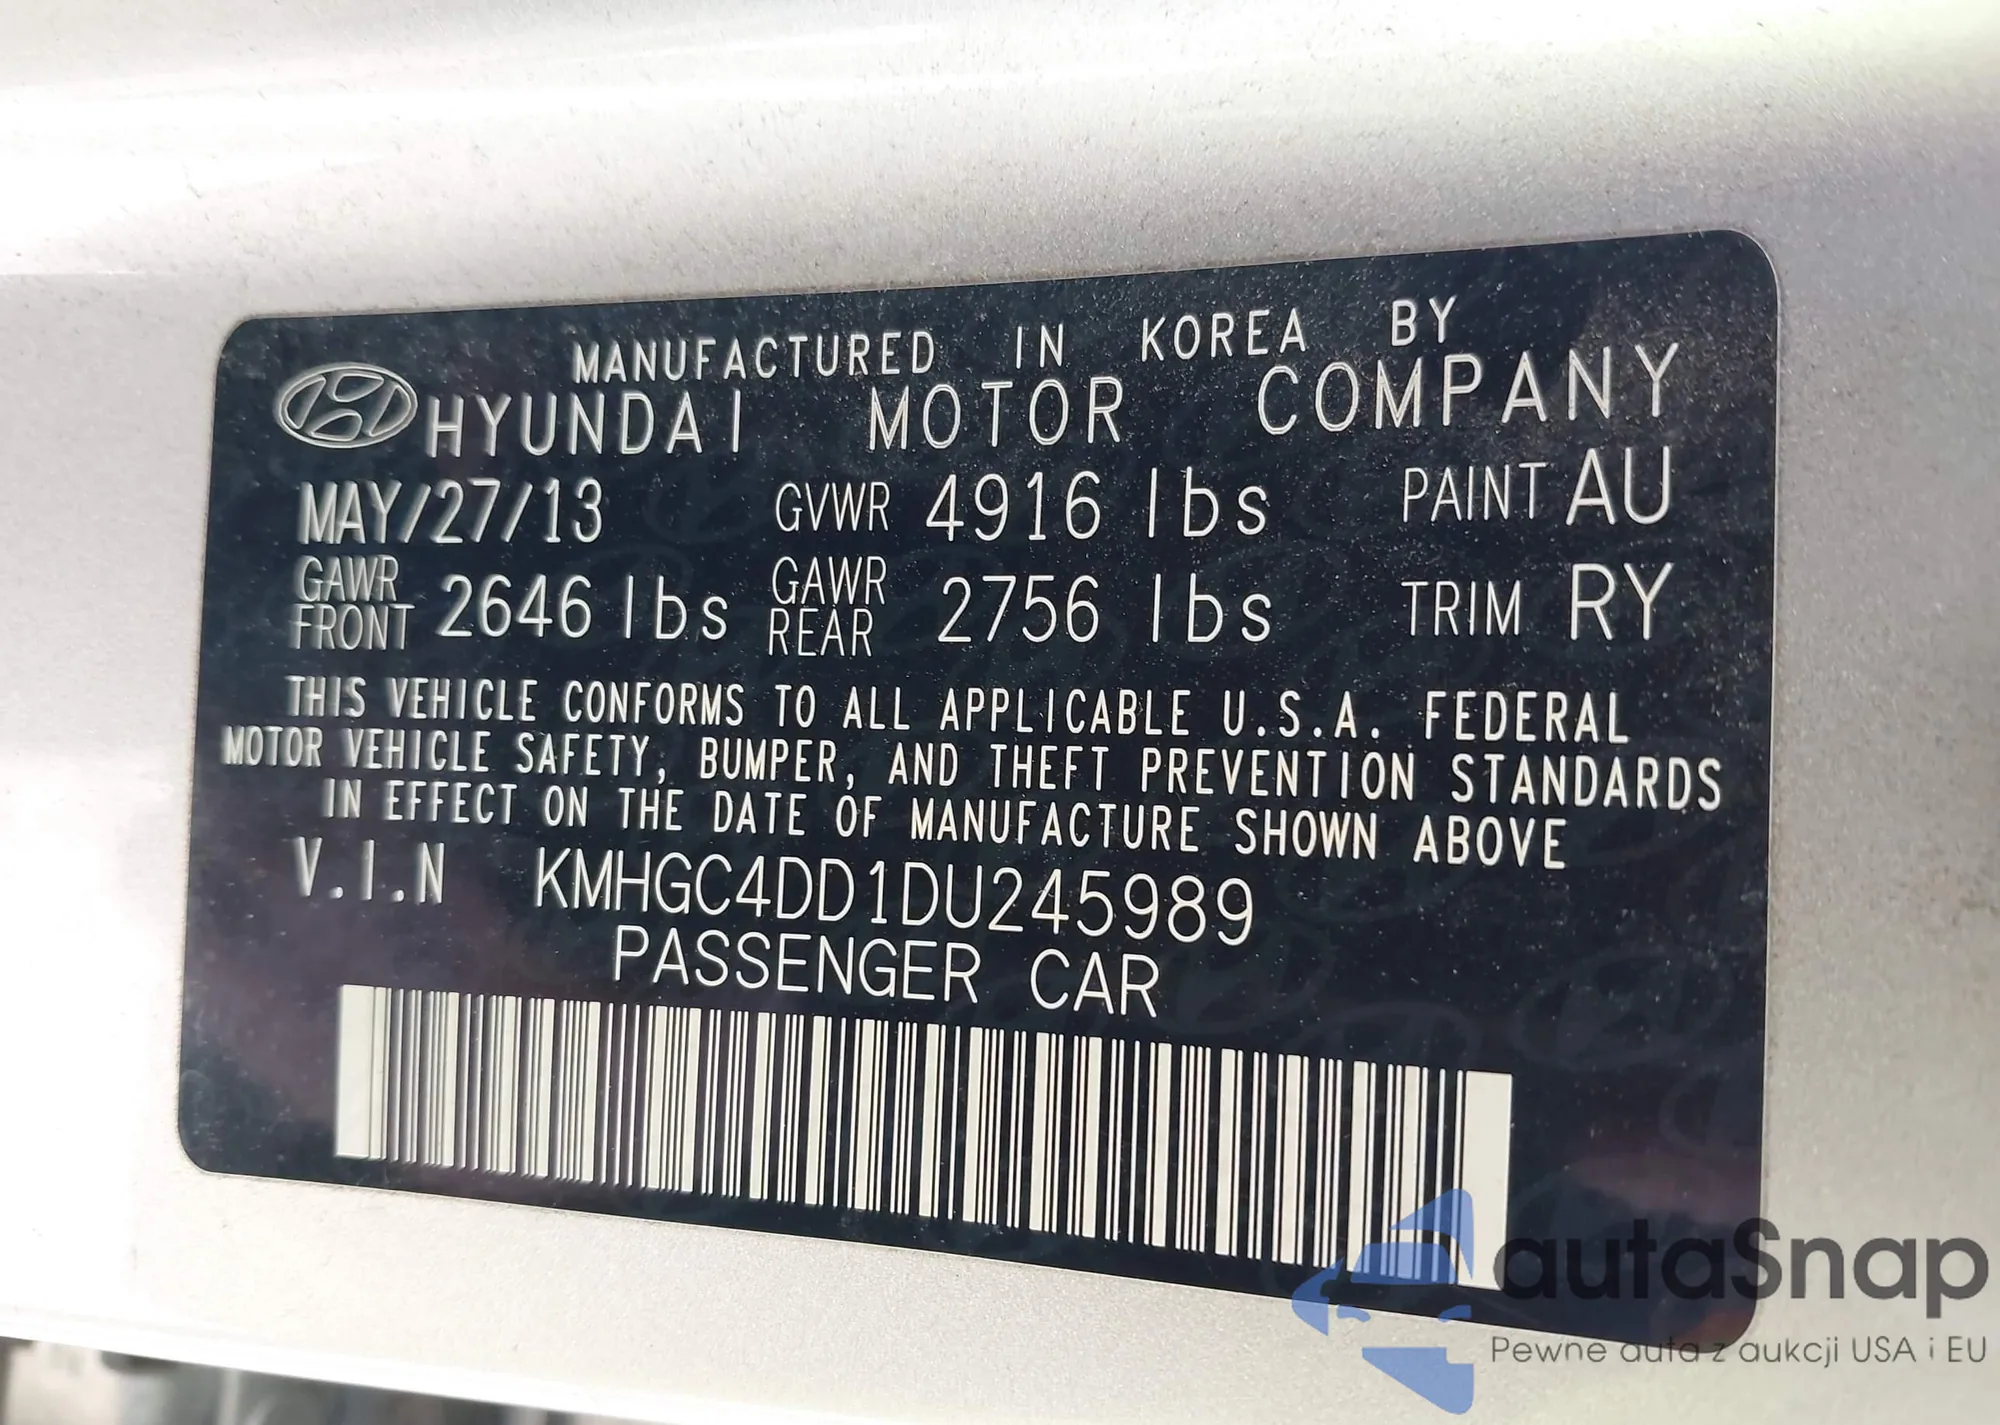 MANUFACTURED IN KOREA BY
HYUNDAI MOTOR COMPANY
MAY/27/13 GVWR 4916 lbs PAINT AU
GAWR FRONT 2646 lbs GAWR REAR 2756 lbs TRIM RY
THIS VEHICLE CONFORMS TO ALL APPLICABLE U.S.A. FEDERAL
MOTOR VEHICLE SAFETY, BUMPER, AND THEFT PREVENTION STANDARDS
IN EFFECT ON THE DATE OF MANUFACTURE SHOWN ABOVE
V.I.N KMHGC4DD1DU245989
PASSENGER CAR
autaSnap
Pewne auta z aukcji USA i EU